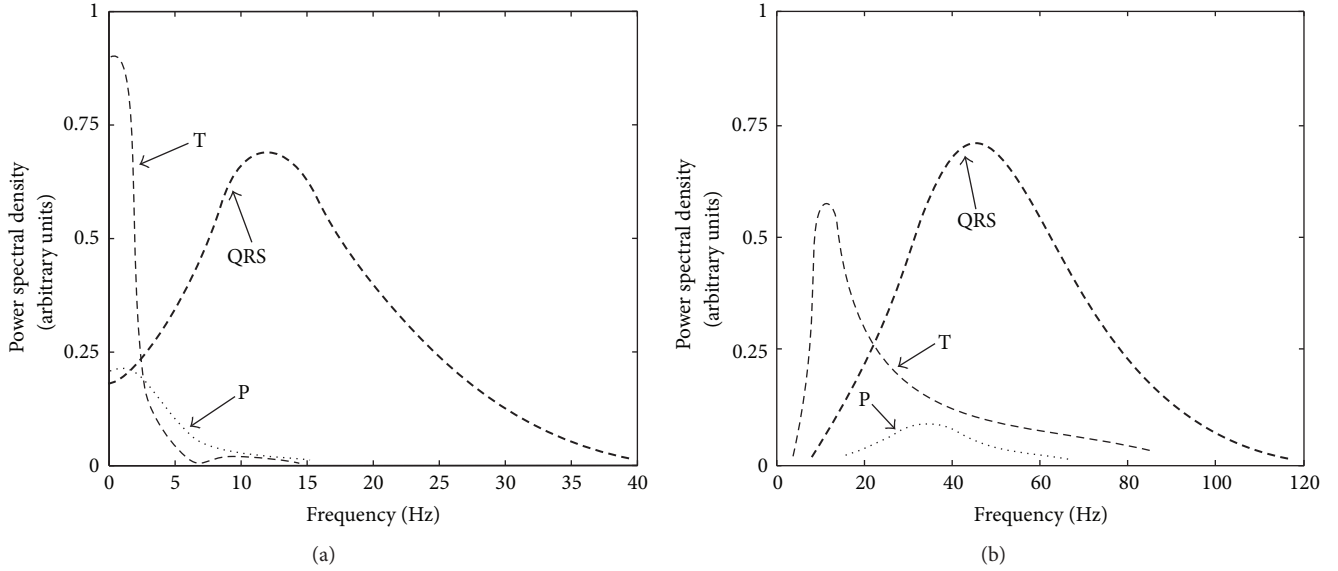 1
0.75
0.5
0.25
0
Power spectral density
(arbitrary units)
T
QRS
P
0 5 10 15 20 25 30 35 40
Frequency (Hz)
(a)
1
0.75
0.5
0.25
0
Power spectral density
(arbitrary units)
QRS
T
P
0 20 40 60 80 100 120
Frequency (Hz)
(b)